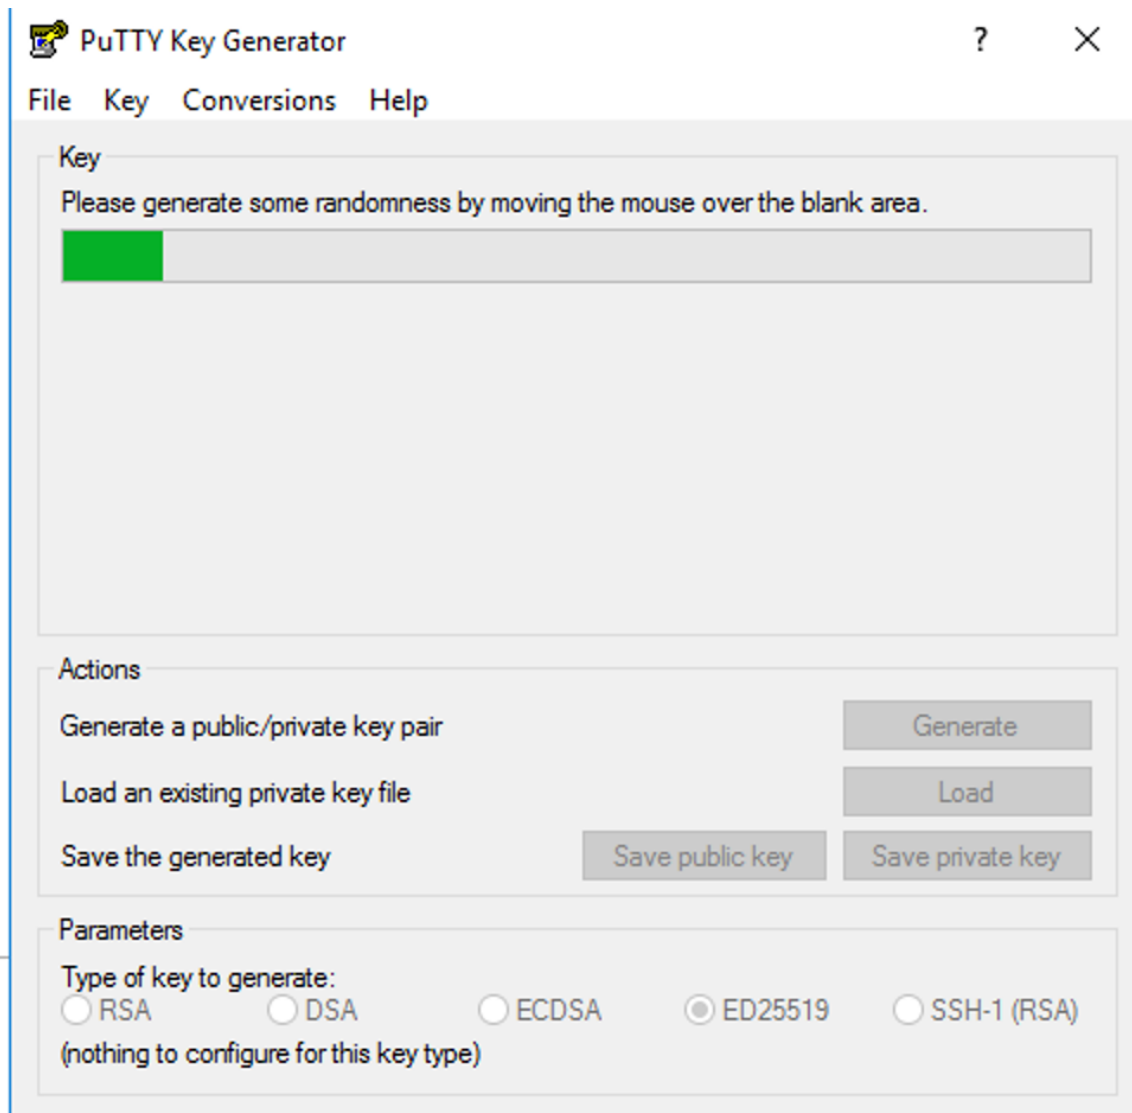 PuTTY Key Generator ?
File Key Conversions Help
Key
Please generate some randomness by moving the mouse over the blank area.
Actions
Generate a public/private key pair Generate
Load an existing private key file Load
Save the generated key Save public key Save private key
Parameters
Type of key to generate:
RSA DSA ECDSA ED25519 SSH-1 (RSA)
(nothing to configure for this key type)